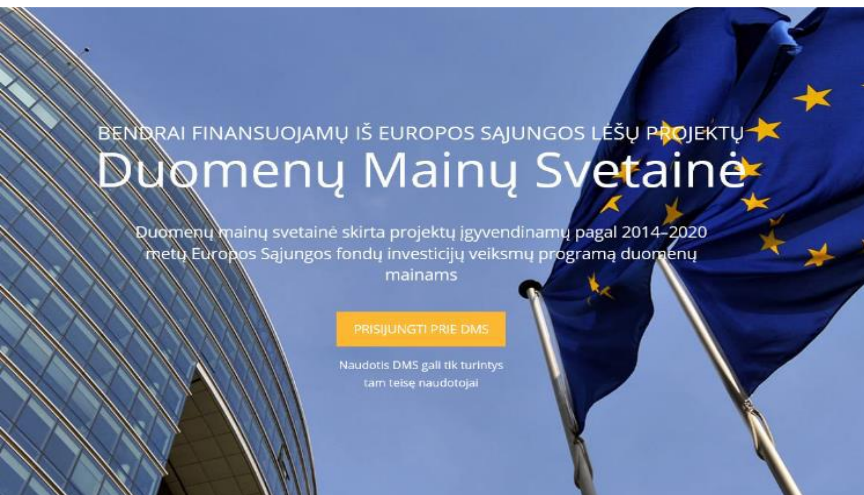 BENDRAI FINANSUOJAMŲ IŠ EUROPOS SĄJUNGOS LĖŠŲ PROJEKTŲ
Duomenų Mainų Svetainė
Duomenų mainų svetainė skirta projektų įgyvendinamų pagal 2014–2020
metų Europos Sąjungos fondų investicijų veiksmų programą duomenų
mainams
PRISIJUNGTI PRIE DMS
Naudotis DMS gali tik turintys
tam teisę naudotojai